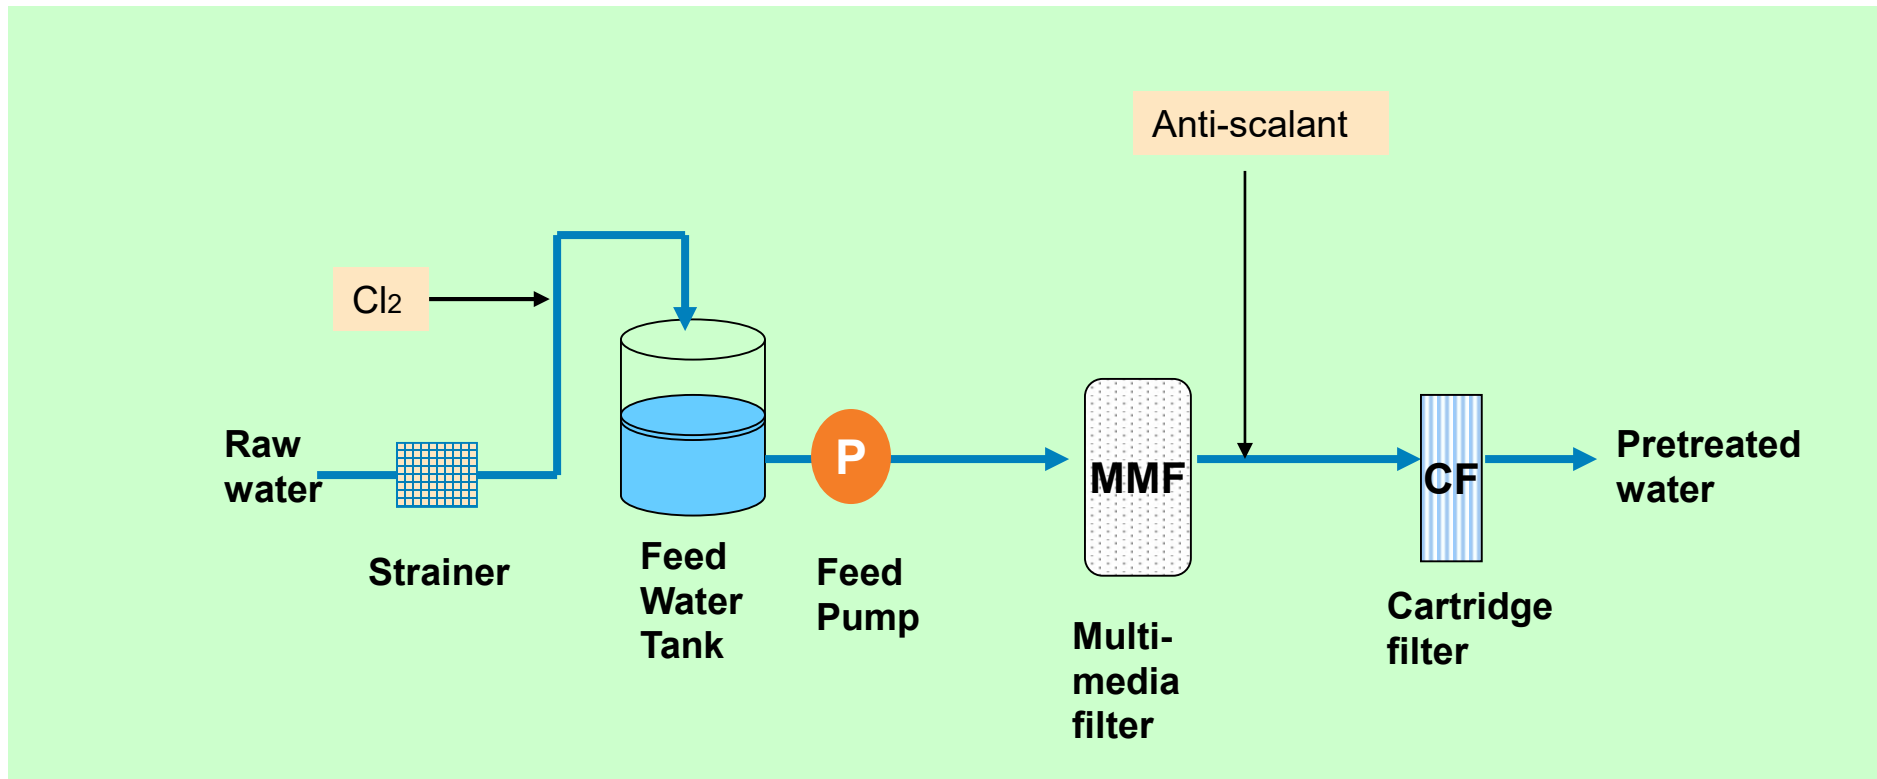 Anti-scalant
Cl2
Raw
water
Strainer
Feed
Water
Tank
P
Feed
Pump
MMF
Multi-
media
filter
CF
Cartridge
filter
Pretreated
water